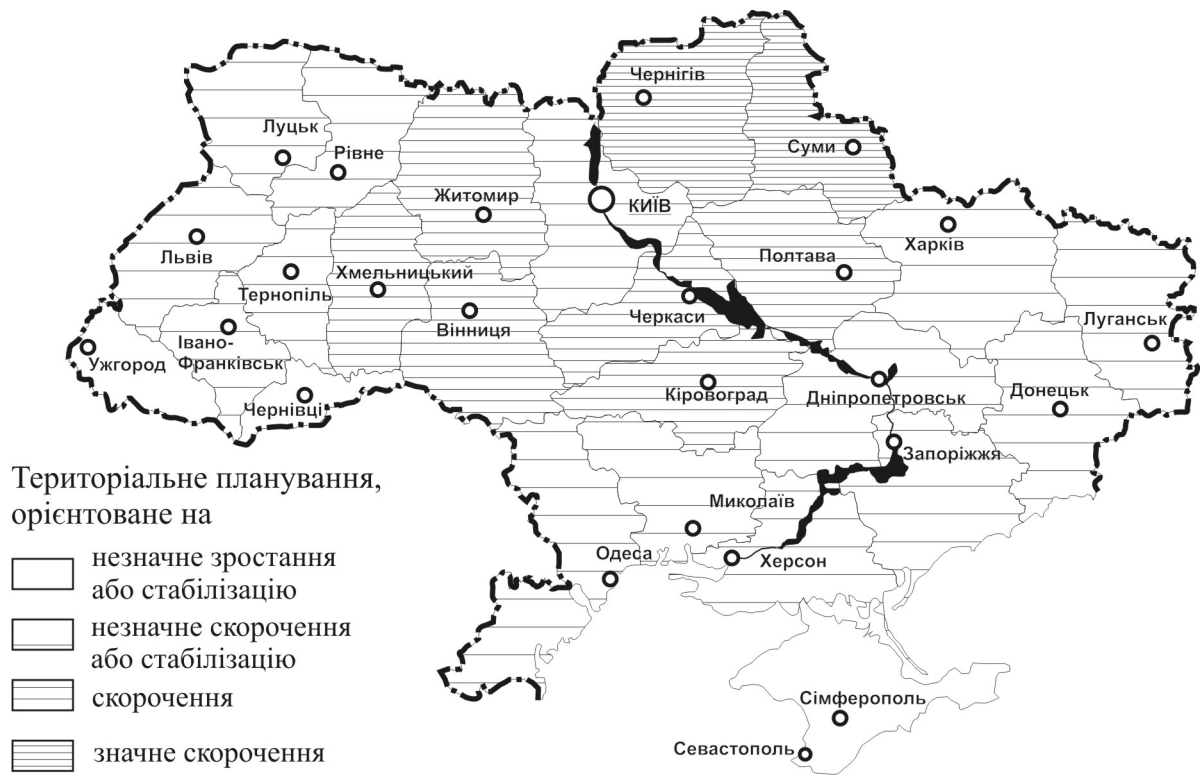 Чернігів
Луцьк
Рівне
Суми
Житомир
КИЇВ
Львів
Харків
Полтава
Хмельницький
Тернопіль
Черкаси
Вінниця
Луганськ
Івано-
Франківськ
Ужгород
Кіровоград
Донецьк
Дніпропетровськ
Чернівці
Запоріжжя
Територіальне планування,
орієнтоване на
Миколаїв
Одеса
Херсон
незначне зростання
або стабілізацію
незначне скорочення
або стабілізацію
скорочення
значне скорочення
Сімферополь
Севастополь